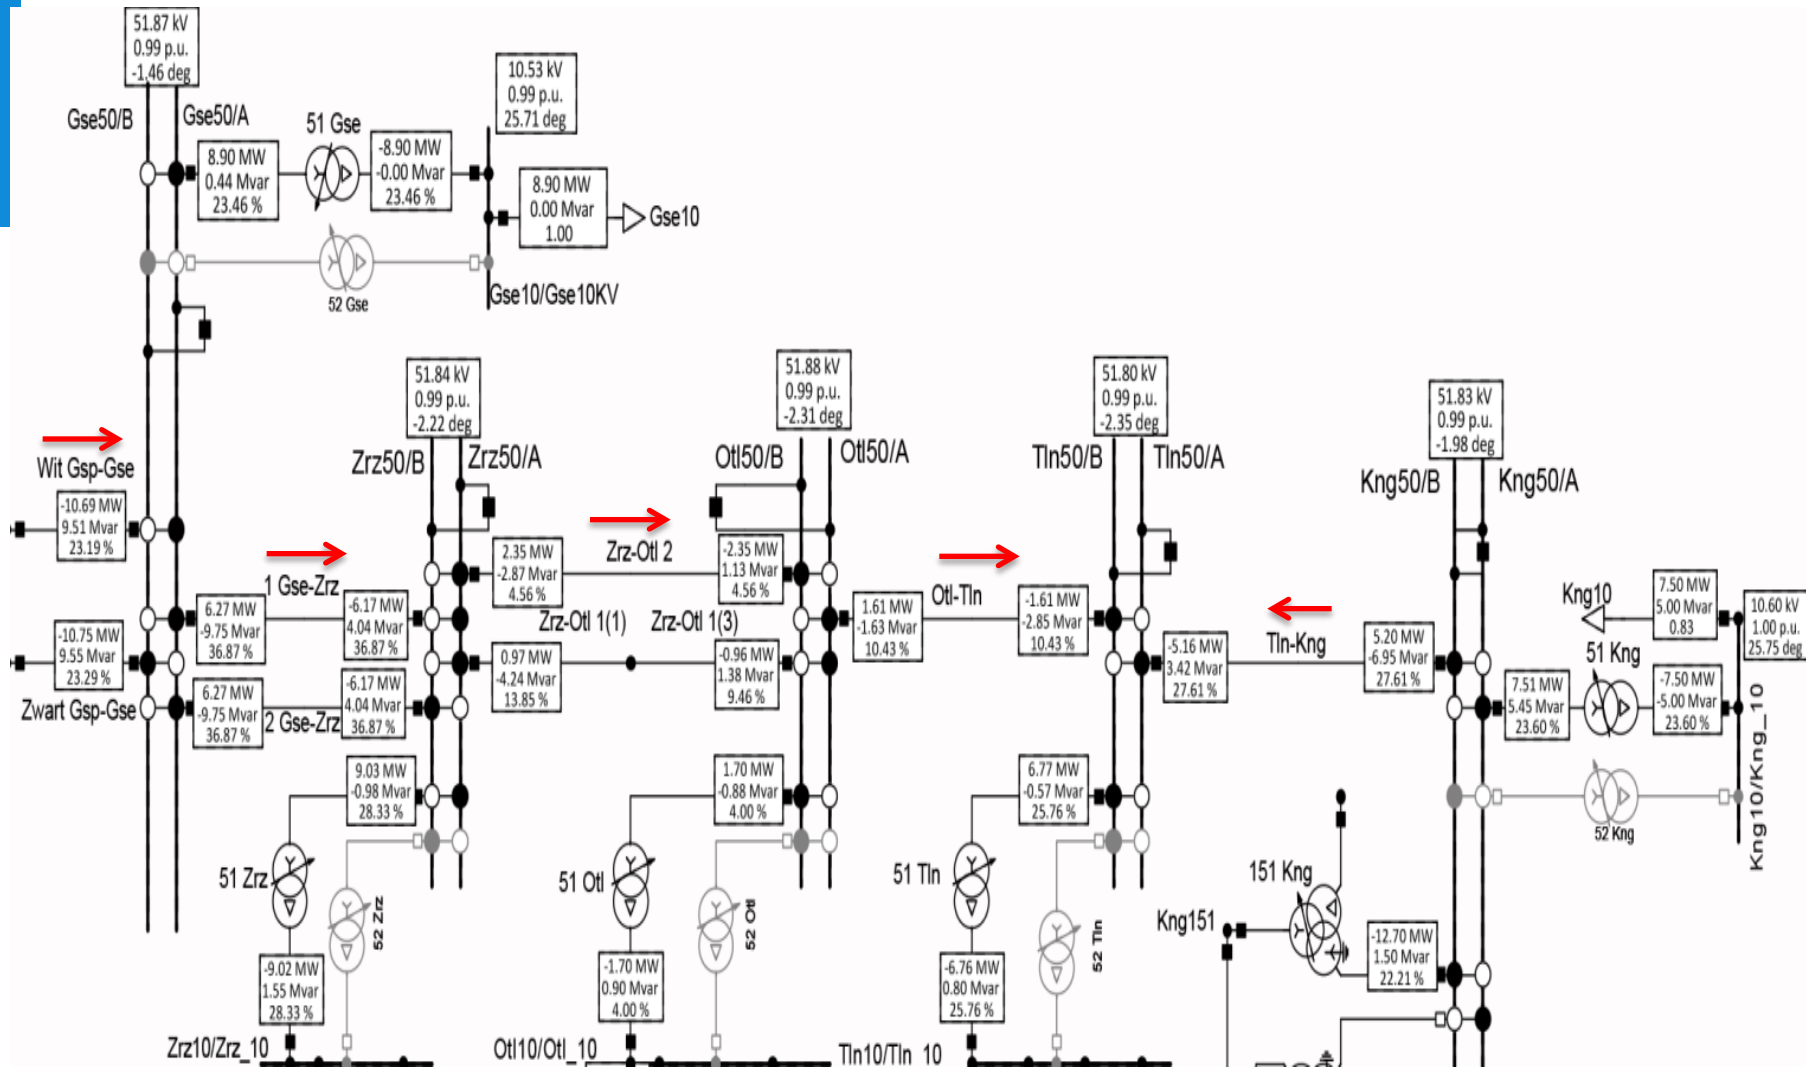 51.87 kV
0.99 p.u.
-1.46 deg
Gse50/B
Gse50/A
51 Gse
8.90 MW
0.44 Mvar
23.46 %
-8.90 MW
-0.00 Mvar
23.46 %
10.53 kV
0.99 p.u.
25.71 deg
8.90 MW
0.00 Mvar
1.00
Gse10
52 Gse
Gse10/Gse10KV
Wit Gsp-Gse
-10.69 MW
9.51 Mvar
23.19 %
-10.75 MW
9.55 Mvar
23.29 %
Zwart Gsp-Gse
1 Gse-Zrz
6.27 MW
-9.75 Mvar
36.87 %
-6.17 MW
4.04 Mvar
36.87 %
6.27 MW
-9.75 Mvar
36.87 %
2 Gse-Zrz
-6.17 MW
4.04 Mvar
36.87 %
51.84 kV
0.99 p.u.
-2.22 deg
Zrz50/B
Zrz50/A
2.35 MW
-2.87 Mvar
4.56 %
Zrz-Otl 2
-2.35 MW
1.13 Mvar
4.56 %
Zrz-Otl 1(1)
Zrz-Otl 1(3)
0.97 MW
-4.24 Mvar
13.85 %
-0.96 MW
1.38 Mvar
9.46 %
9.03 MW
-0.98 Mvar
28.33 %
51 Zrz
52 Zrz
-9.02 MW
1.55 Mvar
28.33 %
Zrz10/Zrz_10
51.88 kV
0.99 p.u.
-2.31 deg
Otl50/B
Otl50/A
1.61 MW
-1.63 Mvar
10.43 %
Otl-Tln
-1.61 MW
-2.85 Mvar
10.43 %
1.70 MW
-0.88 Mvar
4.00 %
51 Otl
52 Otl
-1.70 MW
0.90 Mvar
4.00 %
Otl10/Otl_10
51.80 kV
0.99 p.u.
-2.35 deg
Tln50/B
Tln50/A
-5.16 MW
3.42 Mvar
27.61 %
Tln-Kng
5.20 MW
-6.95 Mvar
27.61 %
6.77 MW
-0.57 Mvar
25.76 %
51 Tln
52 Tln
-6.76 MW
0.80 Mvar
25.76 %
Tln10/Tln_10
51.83 kV
0.99 p.u.
-1.98 deg
Kng50/B
Kng50/A
Kng10
7.50 MW
5.00 Mvar
0.83
10.60 kV
1.00 p.u.
25.75 deg
51 Kng
7.51 MW
5.45 Mvar
23.60 %
-7.50 MW
-5.00 Mvar
23.60 %
52 Kng
Kng10/Kng_10
151 Kng
Kng151
-12.70 MW
1.50 Mvar
22.21 %